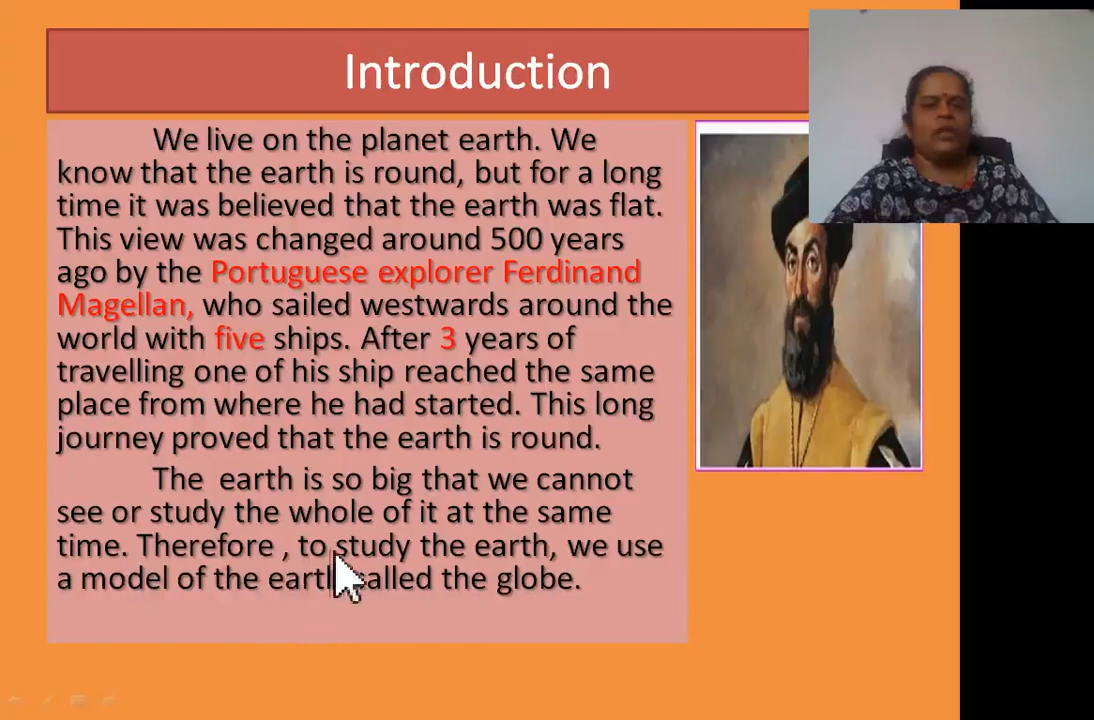 Introduction
We live on the planet earth. We
know that the earth is round, but for a long
time it was believed that the earth was flat.
This view was changed around 500 years
ago by the Portuguese explorer Ferdinand
Magellan, who sailed westwards around the
world with five ships. After 3 years of
travelling one of his ship reached the same
place from where he had started. This long
journey proved that the earth is round.
The earth is so big that we cannot
see or study the whole of it at the same
time. Therefore , to study the earth, we use
a model of the earth called the globe.